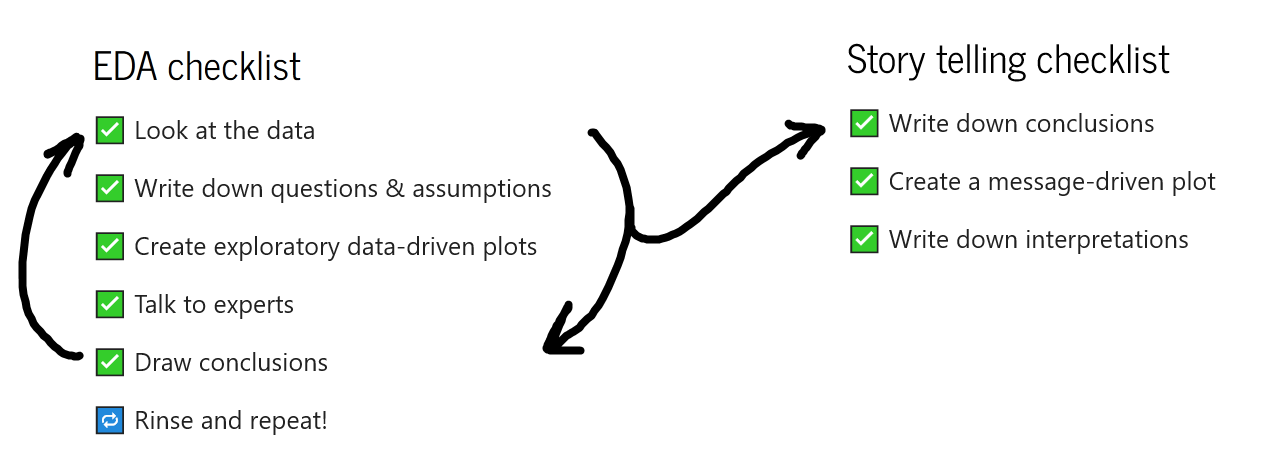 EDA checklist
Look at the data
Write down questions & assumptions
Create exploratory data-driven plots
Talk to experts
Draw conclusions
Rinse and repeat!
Story telling checklist
Write down conclusions
Create a message-driven plot
Write down interpretations